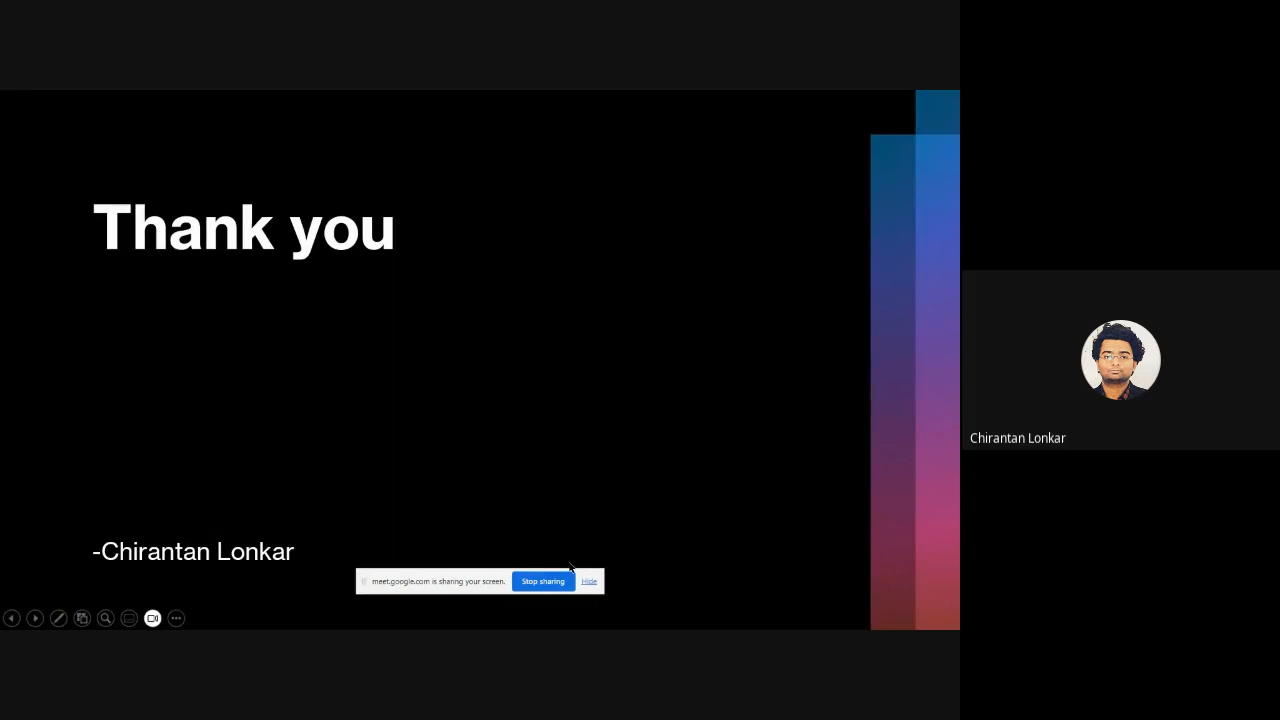 Thank you
-Chirantan Lonkar
meet.google.com is sharing your screen. Stop sharing Hide
Chirantan Lonkar